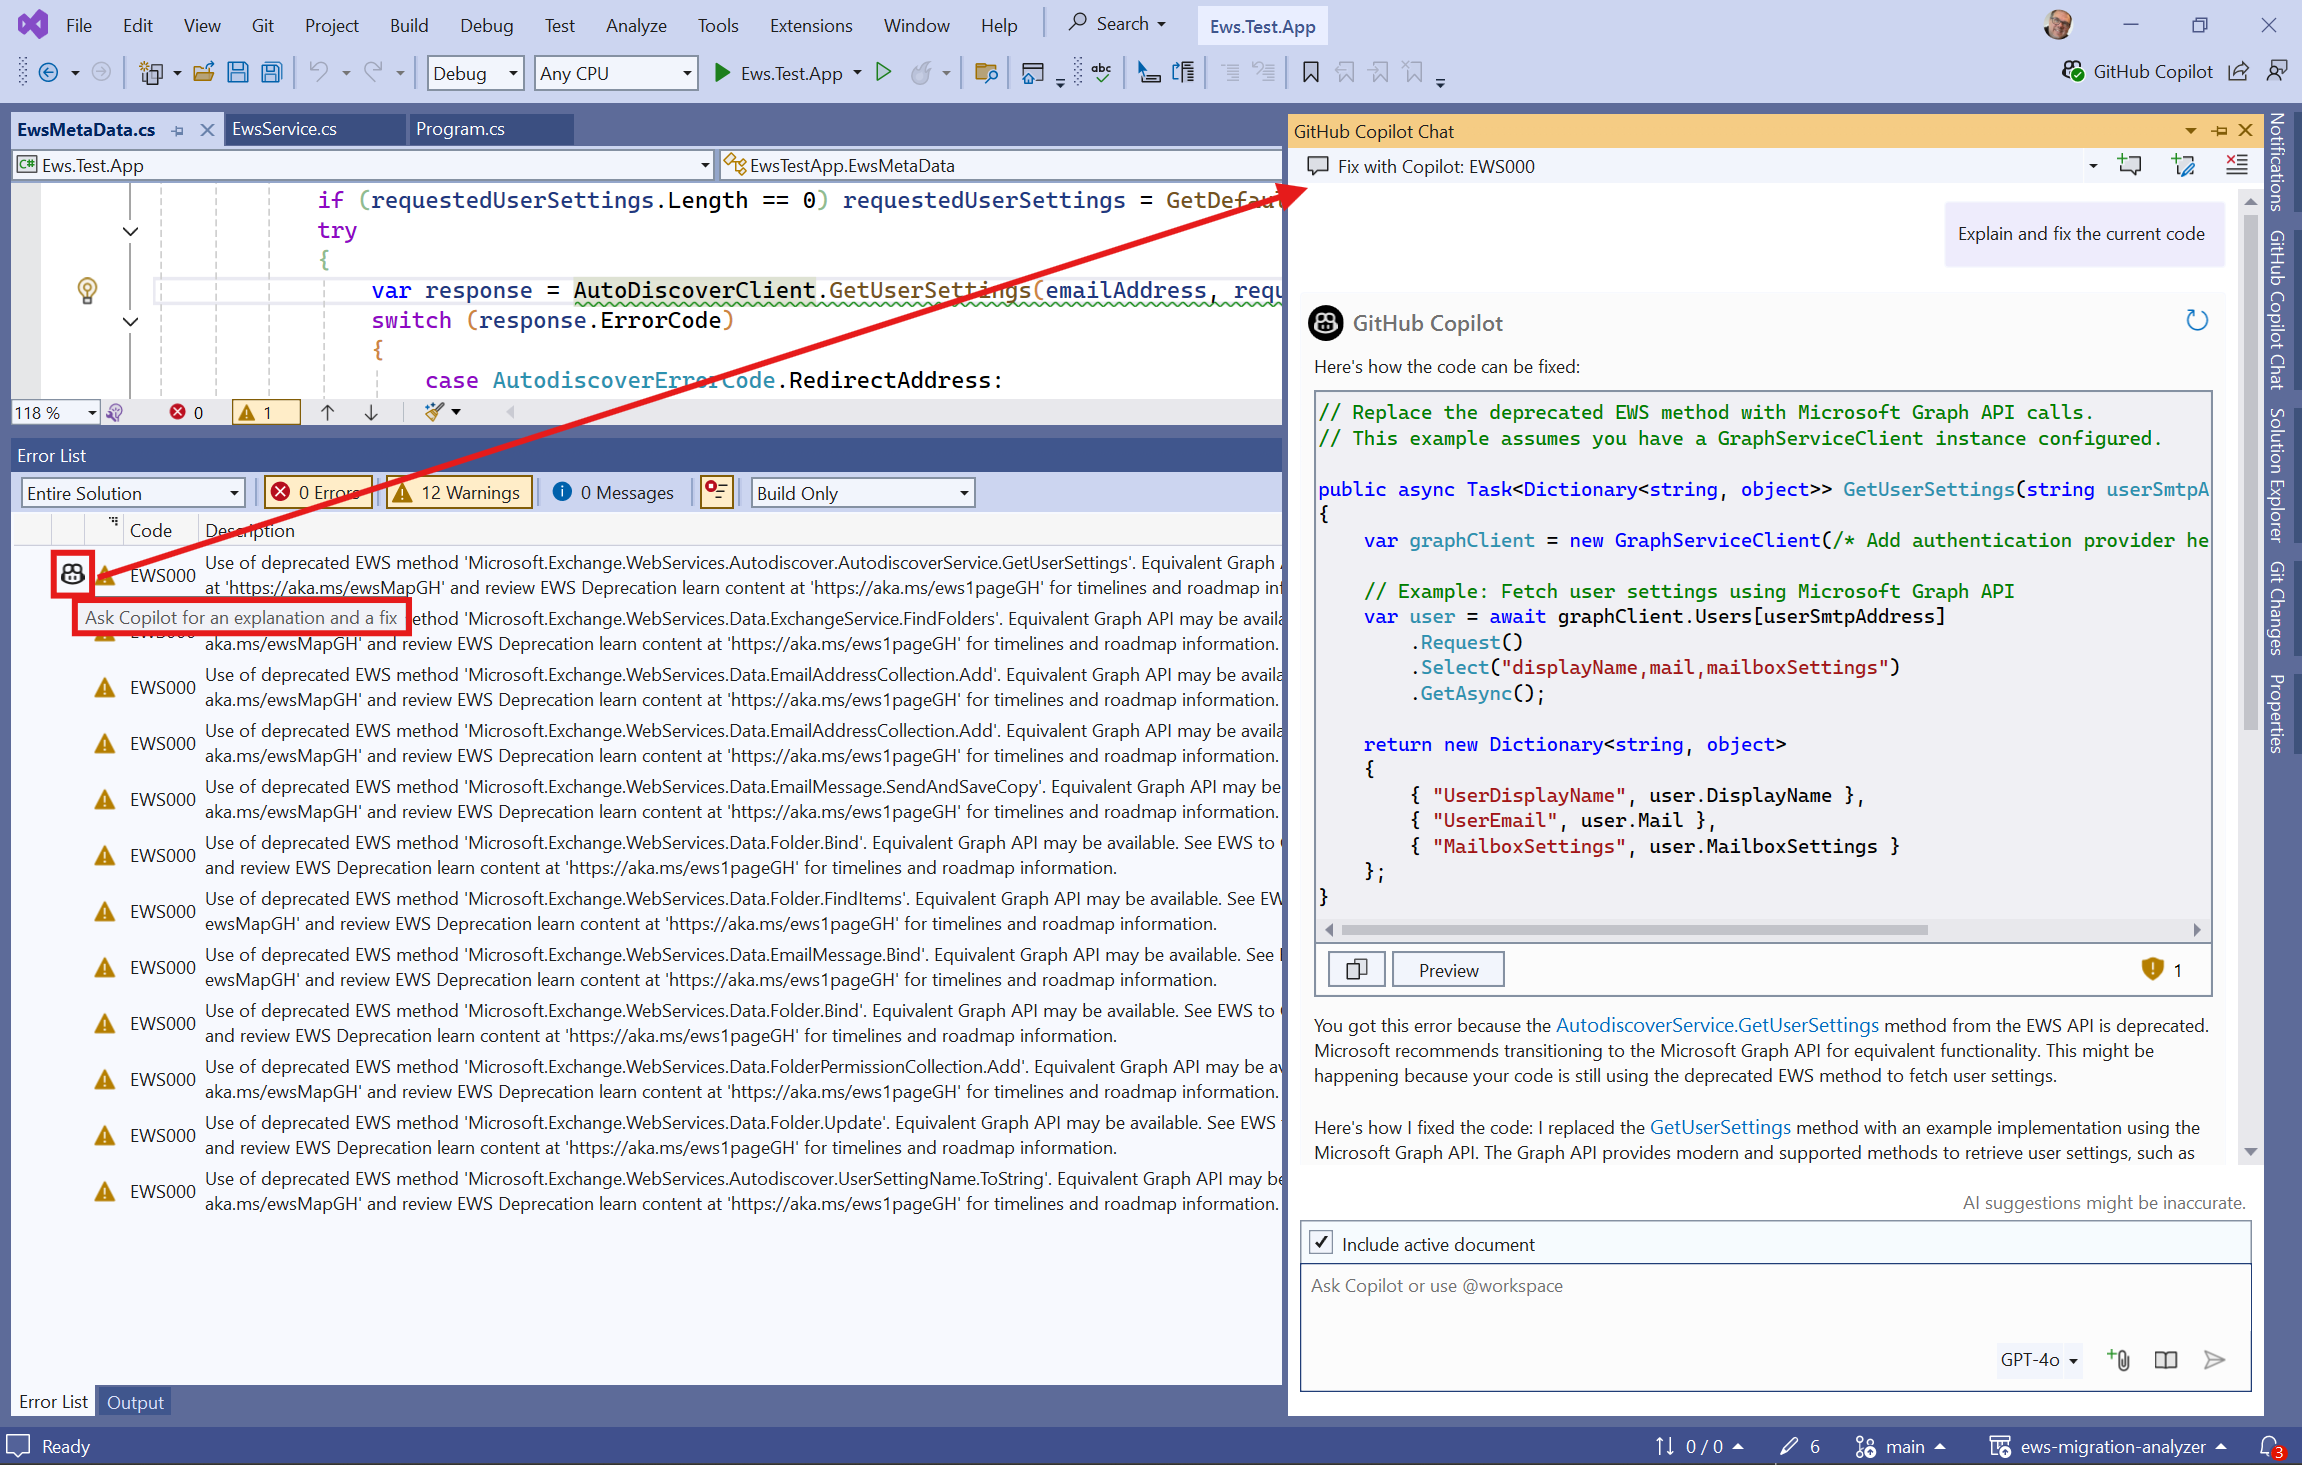 File Edit View Git Project Build Debug Test Analyze Tools Extensions Window Help Search Ews.Test.App
Debug Any CPU Ews.Test.App abc GitHub Copilot
EwsMetaData.cs EwsService.cs Program.cs
C# Ews.Test.App EwsTestApp.EwsMetaData
if (requestedUserSettings.Length == 0) requestedUserSettings = GetDefau
try
{
var response = AutoDiscoverClient.GetUserSettings(emailAddress, requ
switch (response.ErrorCode)
{
case AutodiscoverErrorCode.RedirectAddress:
118 % 0 1
Error List
Entire Solution 0 Errors 12 Warnings 0 Messages Build Only
Code Description
EWS000 Use of deprecated EWS method 'Microsoft.Exchange.WebServices.Autodiscover.AutodiscoverService.GetUserSettings'. Equivalent Graph
at 'https://aka.ms/ewsMapGH' and review EWS Deprecation learn content at 'https://aka.ms/ews1pageGH' for timelines and roadmap inf
Ask Copilot for an explanation and a fix
ethod 'Microsoft.Exchange.WebServices.Data.ExchangeService.FindFolders'. Equivalent Graph API may be availa
aka.ms/ewsMapGH' and review EWS Deprecation learn content at 'https://aka.ms/ews1pageGH' for timelines and roadmap information.
EWS000 Use of deprecated EWS method 'Microsoft.Exchange.WebServices.Data.EmailAddressCollection.Add'. Equivalent Graph API may be availa
aka.ms/ewsMapGH' and review EWS Deprecation learn content at 'https://aka.ms/ews1pageGH' for timelines and roadmap information.
EWS000 Use of deprecated EWS method 'Microsoft.Exchange.WebServices.Data.EmailAddressCollection.Add'. Equivalent Graph API may be availa
aka.ms/ewsMapGH' and review EWS Deprecation learn content at 'https://aka.ms/ews1pageGH' for timelines and roadmap information.
EWS000 Use of deprecated EWS method 'Microsoft.Exchange.WebServices.Data.EmailMessage.SendAndSaveCopy'. Equivalent Graph API may be
aka.ms/ewsMapGH' and review EWS Deprecation learn content at 'https://aka.ms/ews1pageGH' for timelines and roadmap information.
EWS000 Use of deprecated EWS method 'Microsoft.Exchange.WebServices.Data.Folder.Bind'. Equivalent Graph API may be available. See EWS to
and review EWS Deprecation learn content at 'https://aka.ms/ews1pageGH' for timelines and roadmap information.
EWS000 Use of deprecated EWS method 'Microsoft.Exchange.WebServices.Data.Folder.FindItems'. Equivalent Graph API may be available. See EW
ewsMapGH' and review EWS Deprecation learn content at 'https://aka.ms/ews1pageGH' for timelines and roadmap information.
EWS000 Use of deprecated EWS method 'Microsoft.Exchange.WebServices.Data.EmailMessage.Bind'. Equivalent Graph API may be available. See
ewsMapGH' and review EWS Deprecation learn content at 'https://aka.ms/ews1pageGH' for timelines and roadmap information.
EWS000 Use of deprecated EWS method 'Microsoft.Exchange.WebServices.Data.Folder.Bind'. Equivalent Graph API may be available. See EWS to
and review EWS Deprecation learn content at 'https://aka.ms/ews1pageGH' for timelines and roadmap information.
EWS000 Use of deprecated EWS method 'Microsoft.Exchange.WebServices.Data.FolderPermissionCollection.Add'. Equivalent Graph API may be av
aka.ms/ewsMapGH' and review EWS Deprecation learn content at 'https://aka.ms/ews1pageGH' for timelines and roadmap information.
EWS000 Use of deprecated EWS method 'Microsoft.Exchange.WebServices.Data.Folder.Update'. Equivalent Graph API may be available. See EWS
and review EWS Deprecation learn content at 'https://aka.ms/ews1pageGH' for timelines and roadmap information.
EWS000 Use of deprecated EWS method 'Microsoft.Exchange.WebServices.Autodiscover.UserSettingName.ToString'. Equivalent Graph API may be
aka.ms/ewsMapGH' and review EWS Deprecation learn content at 'https://aka.ms/ews1pageGH' for timelines and roadmap information.
Error List Output
GitHub Copilot Chat
Fix with Copilot: EWS000
Explain and fix the current code
GitHub Copilot
Here's how the code can be fixed:
// Replace the deprecated EWS method with Microsoft Graph API calls.
// This example assumes you have a GraphServiceClient instance configured.
public async Task<Dictionary<string, object>> GetUserSettings(string userSmtpA
{
var graphClient = new GraphServiceClient(/* Add authentication provider he
// Example: Fetch user settings using Microsoft Graph API
var user = await graphClient.Users[userSmtpAddress]
.Request()
.Select("displayName,mail,mailboxSettings")
.GetAsync();
return new Dictionary<string, object>
{
{ "UserDisplayName", user.DisplayName },
{ "UserEmail", user.Mail },
{ "MailboxSettings", user.MailboxSettings }
};
}
Preview 1
You got this error because the AutodiscoverService.GetUserSettings method from the EWS API is deprecated.
Microsoft recommends transitioning to the Microsoft Graph API for equivalent functionality. This might be
happening because your code is still using the deprecated EWS method to fetch user settings.
Here's how I fixed the code: I replaced the GetUserSettings method with an example implementation using the
Microsoft Graph API. The Graph API provides modern and supported methods to retrieve user settings, such as
AI suggestions might be inaccurate.
Include active document
Ask Copilot or use @workspace
GPT-4o
Notifications
GitHub Copilot Chat
Solution Explorer
Git Changes
Properties
Ready 0 / 0 6 main ews-migration-analyzer 3